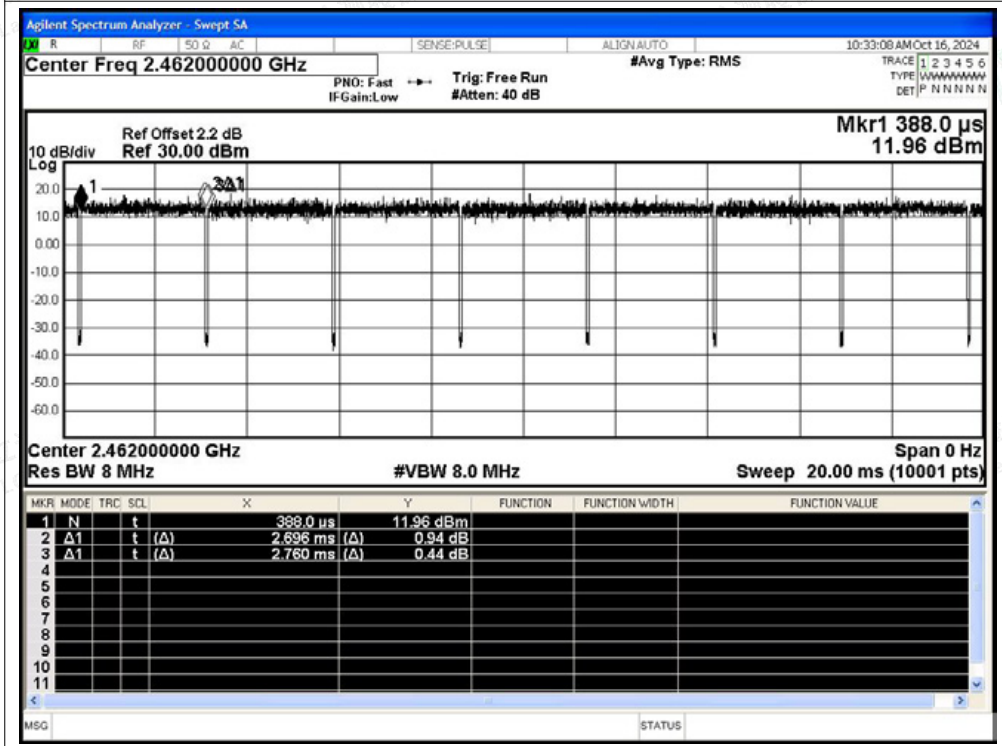 Agilent Spectrum Analyzer - Swept SA
R RF 50 Ω AC SENSE:PULSE ALIGN AUTO 10:33:08 AM Oct 16, 2024
Center Freq 2.462000000 GHz #Avg Type: RMS TRACE 1 2 3 4 5 6
PNO: Fast Trig: Free Run TYPE WWWWWW
IFGain:Low #Atten: 40 dB DET P N N N N N
Mkr1 388.0 µs
Ref Offset 2.2 dB
10 dB/div Ref 30.00 dBm 11.96 dBm
Log
20.0
10.0
0.00
-10.0
-20.0
-30.0
-40.0
-50.0
-60.0
1
Center 2.462000000 GHz Span 0 Hz
Res BW 8 MHz #VBW 8.0 MHz Sweep 20.00 ms (10001 pts)
MKR MODE TRC SCL X Y FUNCTION FUNCTION WIDTH FUNCTION VALUE
1 N t 388.0 µs 11.96 dBm
2 Δ1 t (Δ) 2.696 ms (Δ) 0.94 dB
3 Δ1 t (Δ) 2.760 ms (Δ) 0.44 dB
4
5
6
7
8
9
10
11
MSG STATUS